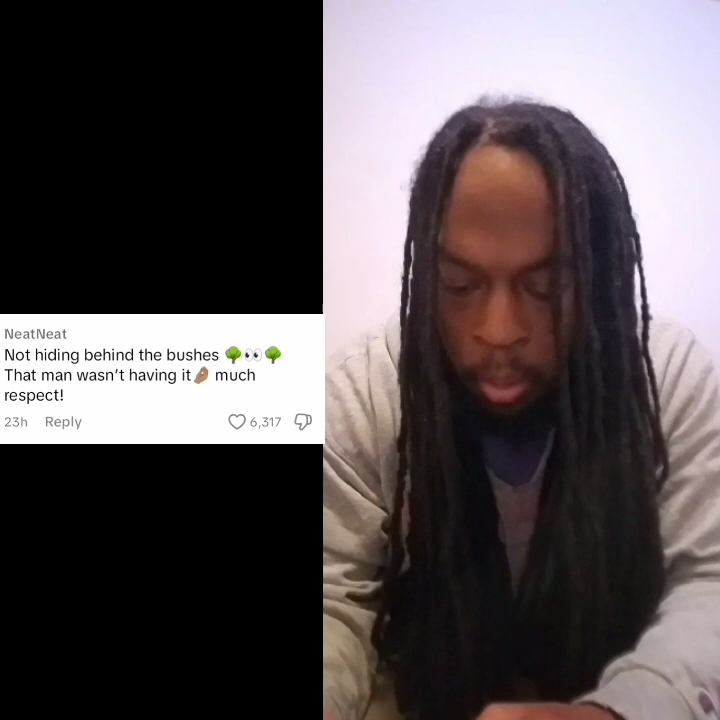 NeatNeat
Not hiding behind the bushes 🌳👀🌳
That man wasn't having it🤌🏽 much
respect!
23h Reply 6,317